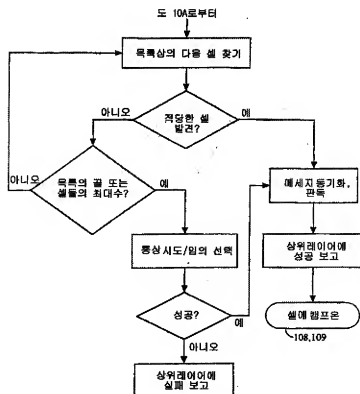 도 10A로부터
목록상의 다음 셀 찾기
아니오
적당한 셀
발견?
예
아니오
목록의 끝 또는
셀들의 최대수?
예
메세지동기화,
판독
통상 시도/임의 선택
상위레이어에
성공 보고
성공?
예
셀에 캠프온
108,109
아니오
상위레이어에
실패 보고